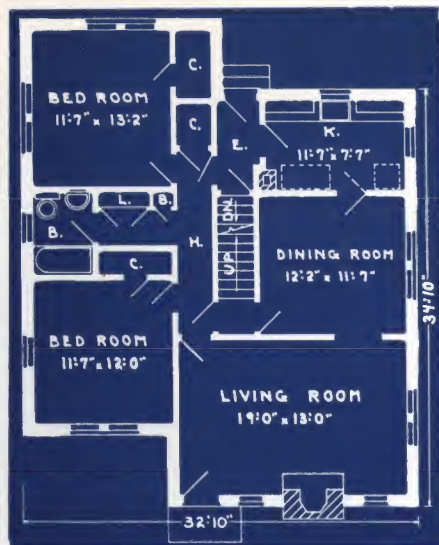 C.
BED ROOM
11'-7" x 13'-2"
C.
E.
K.
11'-7" x 7'-7"
L.
B.
B.
H.
DN.
UP
DINING ROOM
12'-2" x 11'-7"
C.
BED ROOM
11'-7" x 12'-0"
LIVING ROOM
19'-0" x 13'-0"
34'-10"
32'-10"